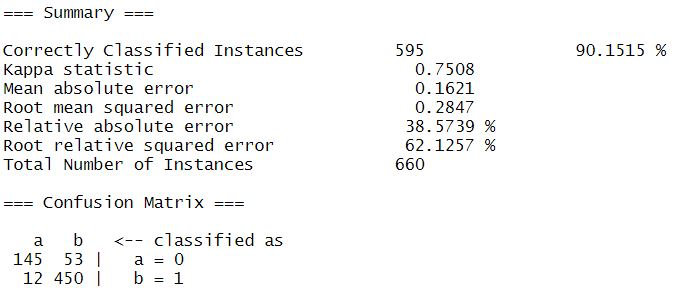 === Summary ===
Correctly Classified Instances 595 90.1515 %
Kappa statistic 0.7508
Mean absolute error 0.1621
Root mean squared error 0.2847
Relative absolute error 38.5739 %
Root relative squared error 62.1257 %
Total Number of Instances 660
=== Confusion Matrix ===
a b <-- classified as
145 53 | a = 0
12 450 | b = 1